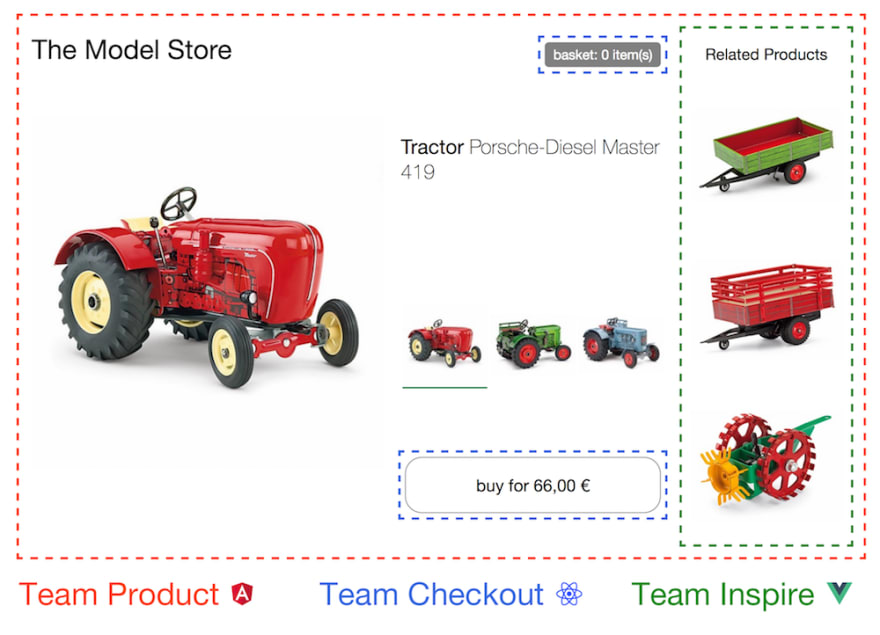 The Model Store
basket: 0 item(s)
Related Products
Tractor Porsche-Diesel Master
419
buy for 66,00 €
Team Product
Team Checkout
Team Inspire